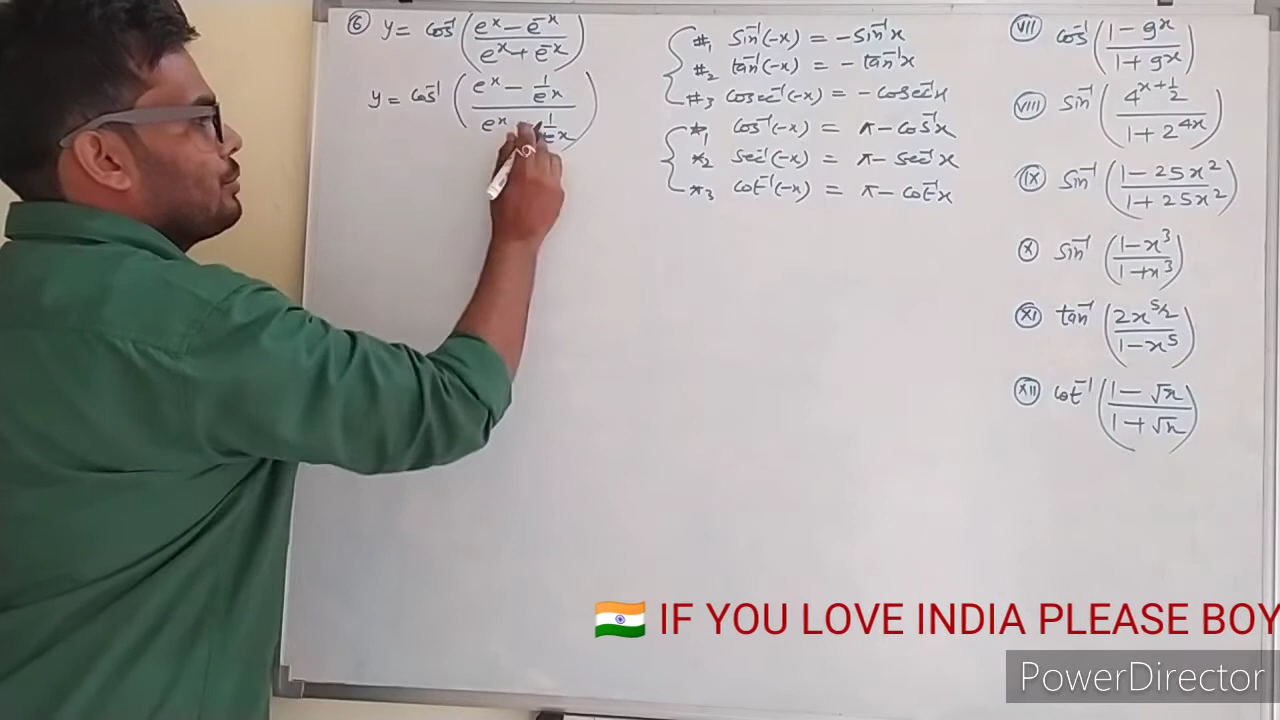 ⑥ y = cos⁻¹((eˣ − e⁻ˣ)/(eˣ + e⁻ˣ))
y = cos⁻¹((eˣ − 1/eˣ)/(eˣ + 1/eˣ))
#1 sin⁻¹(-x) = -sin⁻¹x
#2 tan⁻¹(-x) = -tan⁻¹x
#3 cosec⁻¹(-x) = -cosec⁻¹x
*1 cos⁻¹(-x) = π - cos⁻¹x
*2 sec⁻¹(-x) = π - sec⁻¹x
*3 cot⁻¹(-x) = π - cot⁻¹x
VII cos⁻¹((1 - 9ˣ)/(1 + 9ˣ))
VIII sin⁻¹(4^(x+1/2)/(1 + 2^(4x)))
IX sin⁻¹((1 - 25x²)/(1 + 25x²))
X sin⁻¹((1-x³)/(1+x³))
XI tan⁻¹(2x^(5/2)/(1-x⁵))
XII cot⁻¹((1 - √x)/(1 + √x))
🇮🇳 IF YOU LOVE INDIA PLEASE BOY
PowerDirector